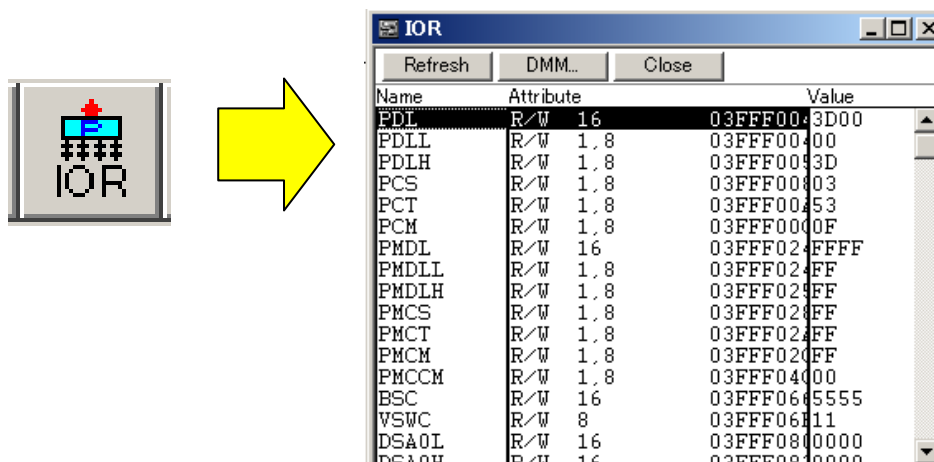 IOR
IOR
Refresh DMM... Close
Name Attribute Value
PDL R/W 16 03FFF004 3D00
PDLL R/W 1,8 03FFF004 00
PDLH R/W 1,8 03FFF005 3D
PCS R/W 1,8 03FFF008 03
PCT R/W 1,8 03FFF00A 53
PCM R/W 1,8 03FFF00C 0F
PMDL R/W 16 03FFF024 FFFF
PMDLL R/W 1,8 03FFF024 FF
PMDLH R/W 1,8 03FFF025 FF
PMCS R/W 1,8 03FFF028 FF
PMCT R/W 1,8 03FFF02A FF
PMCM R/W 1,8 03FFF02C FF
PMCCM R/W 1,8 03FFF04C 00
BSC R/W 16 03FFF066 5555
VSWC R/W 8 03FFF06E 11
DSA0L R/W 16 03FFF080 0000
DSA0H R/W 16 03FFF082 0000